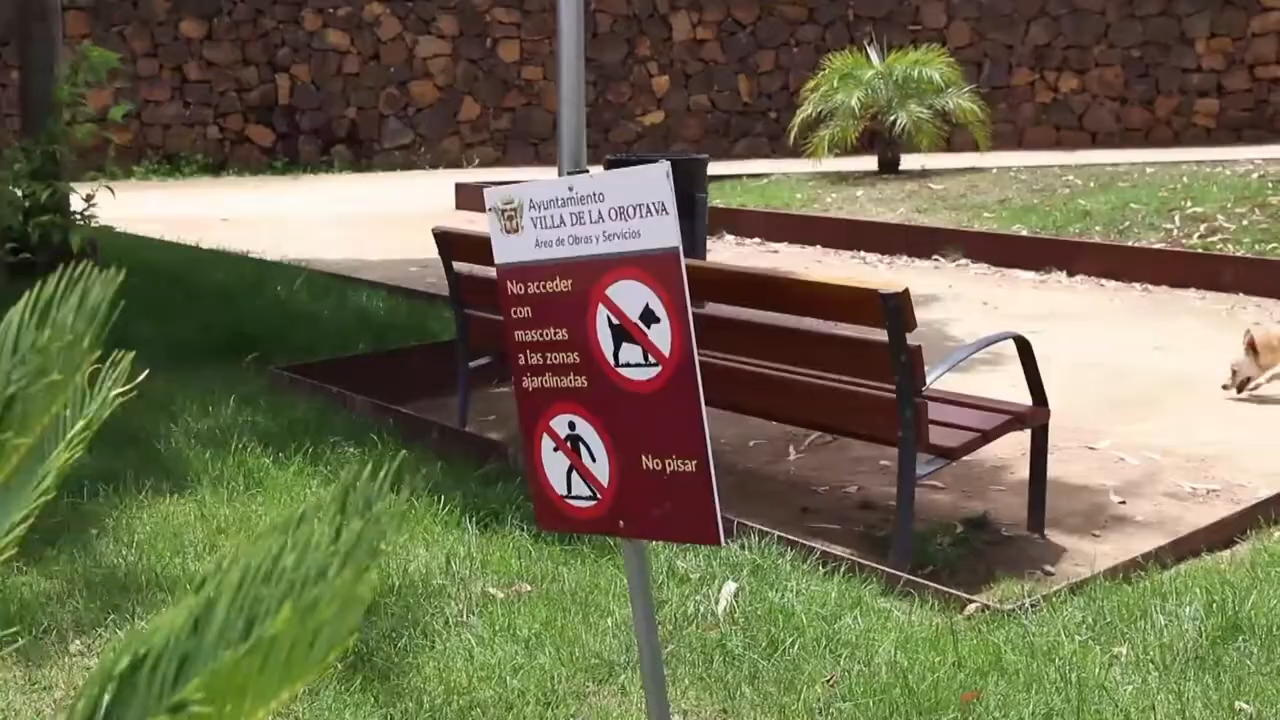 Ayuntamiento
VILLA DE LA OROTAVA
Área de Obras y Servicios
No acceder
con
mascotas
a las zonas
ajardinadas
No pisar